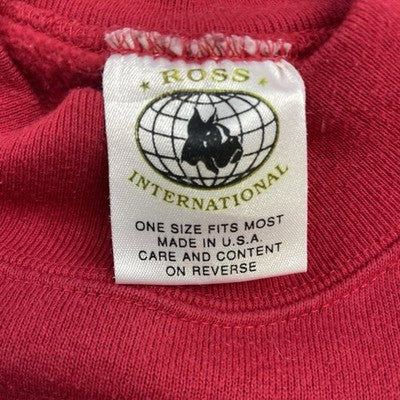 ROSS
INTERNATIONAL
ONE SIZE FITS MOST
MADE IN U.S.A.
CARE AND CONTENT
ON REVERSE